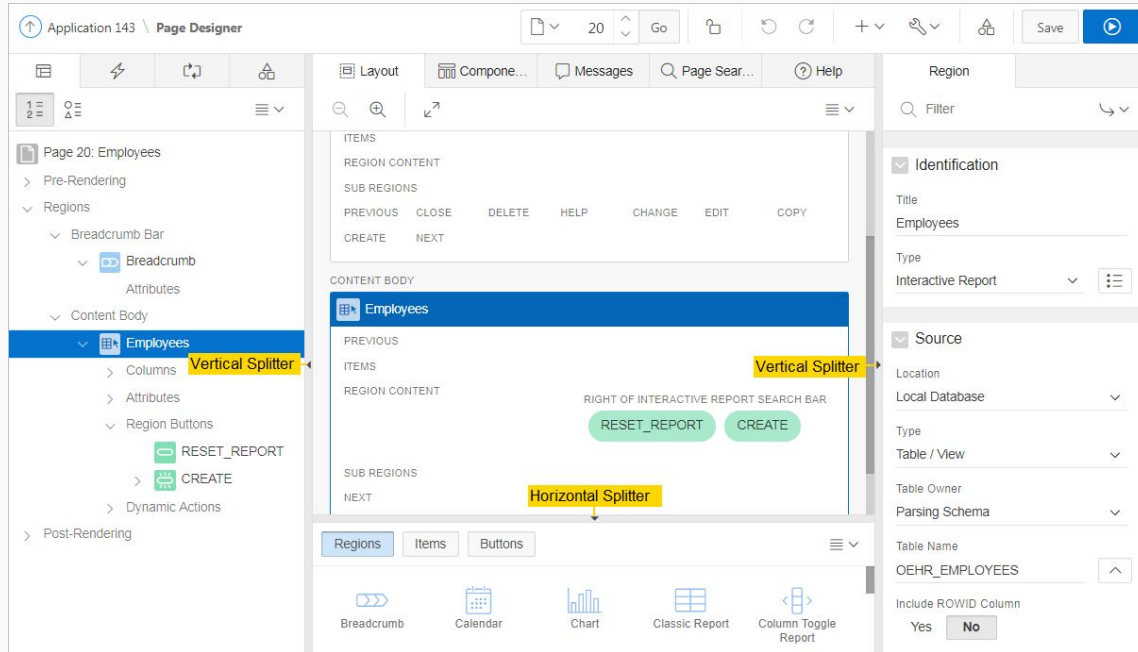 Application 143 \ Page Designer
20
Go
Save
Layout
Compone...
Messages
Page Sear...
Help
Region
Filter
Page 20: Employees
Pre-Rendering
Regions
Breadcrumb Bar
Breadcrumb
Attributes
Content Body
Employees
Columns
Attributes
Region Buttons
RESET_REPORT
CREATE
Dynamic Actions
Post-Rendering
Vertical Splitter
ITEMS
REGION CONTENT
SUB REGIONS
PREVIOUS CLOSE DELETE HELP CHANGE EDIT COPY
CREATE NEXT
CONTENT BODY
Employees
PREVIOUS
ITEMS
REGION CONTENT
RIGHT OF INTERACTIVE REPORT SEARCH BAR
RESET_REPORT CREATE
SUB REGIONS
NEXT
Vertical Splitter
Horizontal Splitter
Regions Items Buttons
Breadcrumb
Calendar
Chart
Classic Report
Column Toggle
Report
Identification
Title
Employees
Type
Interactive Report
Source
Location
Local Database
Type
Table / View
Table Owner
Parsing Schema
Table Name
OEHR_EMPLOYEES
Include ROWID Column
Yes No